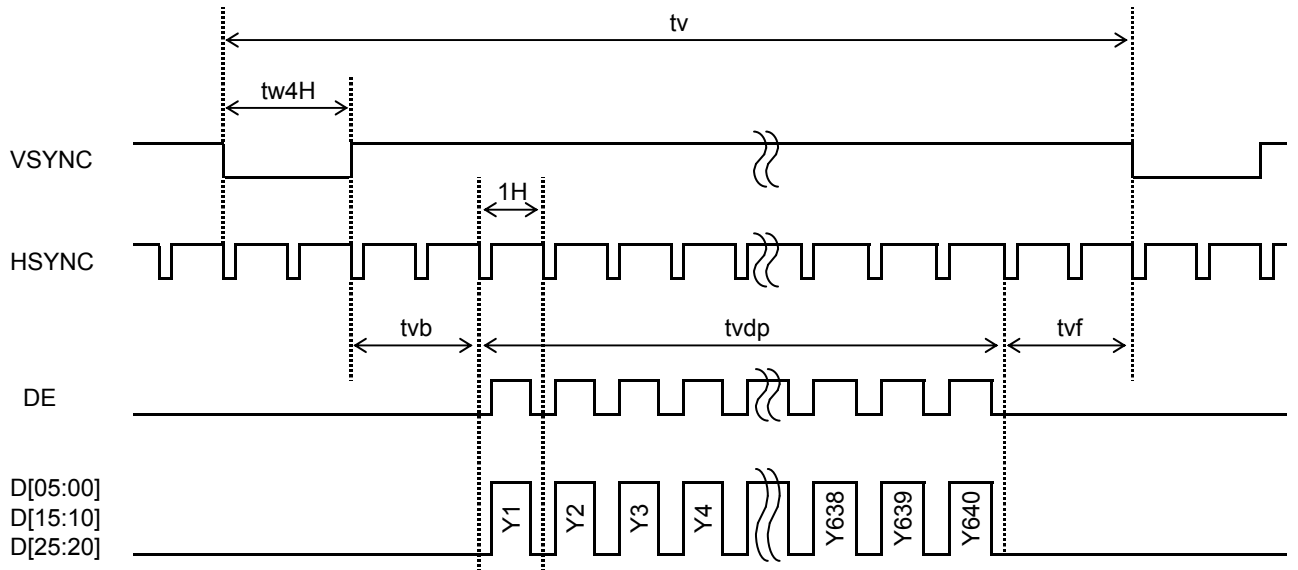 tv
tw4H
VSYNC
1H
HSYNC
tvb
tvdp
tvf
DE
D[05:00]
D[15:10]
D[25:20]
Y1
Y2
Y3
Y4
Y638
Y639
Y640